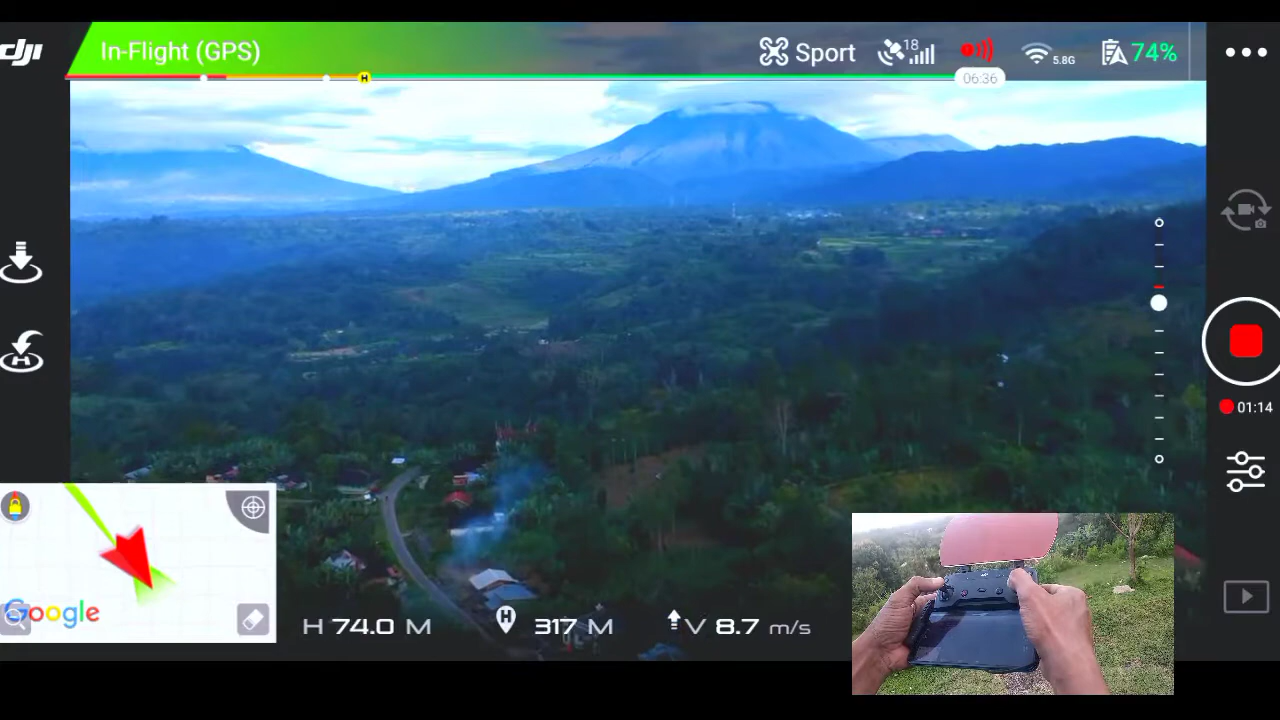 dji
In-Flight (GPS)
Sport
18
5.8G
74%
H
06:36
01:14
H
Google
H 74.0 M
H
317 M
V 8.7 m/s